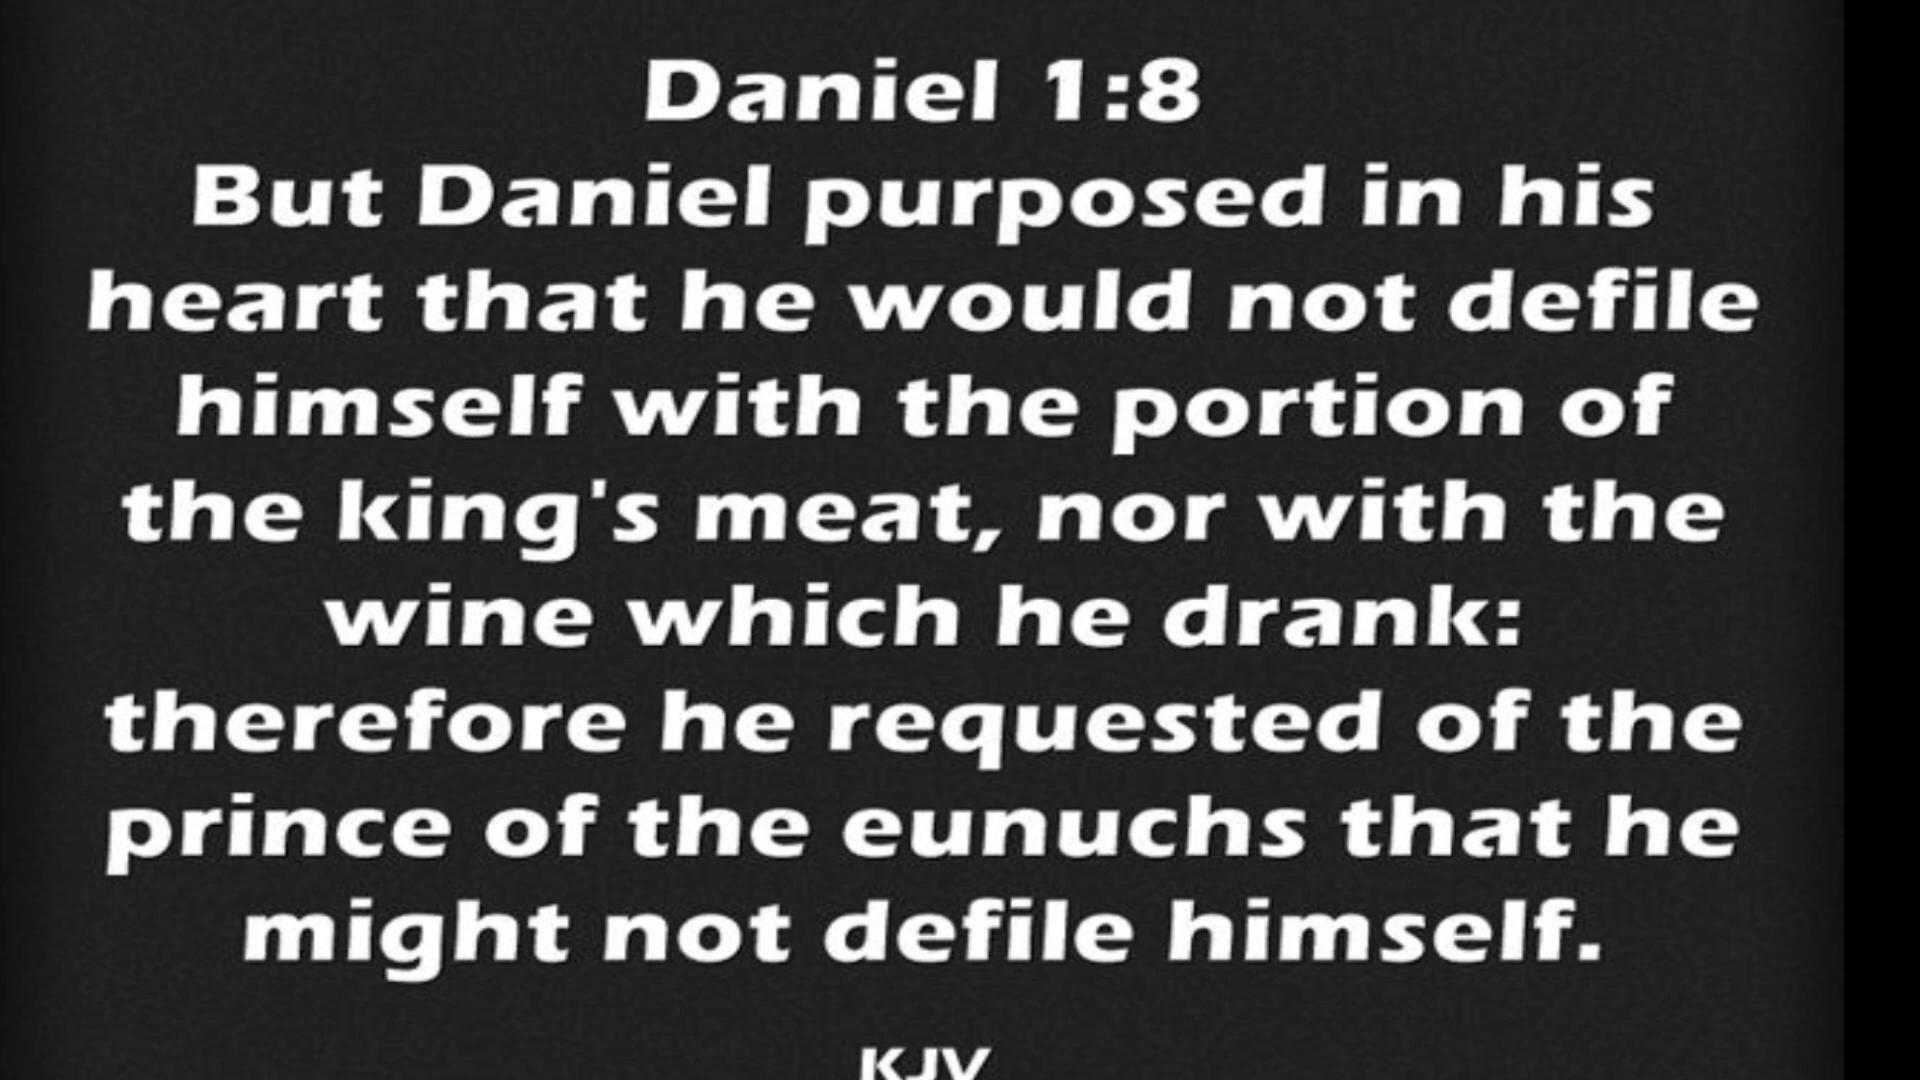 Daniel 1:8
But Daniel purposed in his
heart that he would not defile
himself with the portion of
the king's meat, nor with the
wine which he drank:
therefore he requested of the
prince of the eunuchs that he
might not defile himself.
KJV